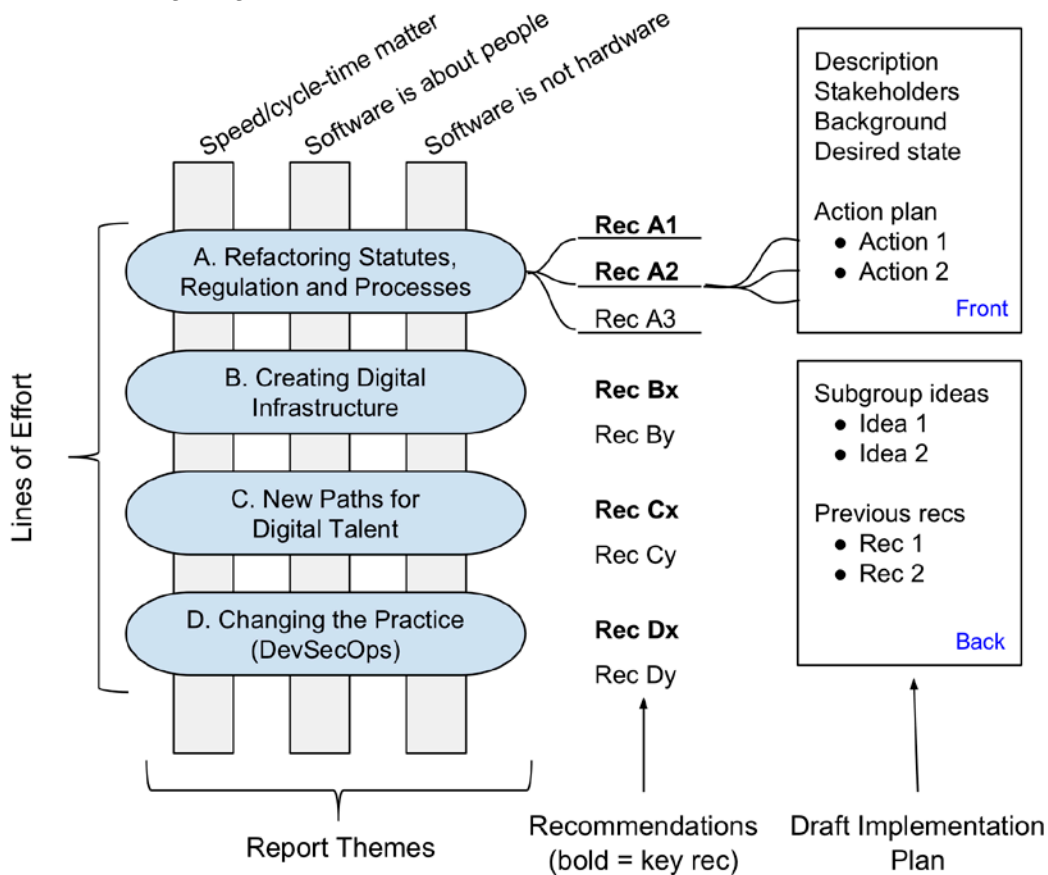 Speed/cycle-time matter
Software is about people
Software is not hardware
Lines of Effort
A. Refactoring Statutes,
Regulation and Processes
B. Creating Digital
Infrastructure
C. New Paths for
Digital Talent
D. Changing the Practice
(DevSecOps)
Report Themes
Rec A1
Rec A2
Rec A3
Rec Bx
Rec By
Rec Cx
Rec Cy
Rec Dx
Rec Dy
Recommendations
(bold = key rec)
Description
Stakeholders
Background
Desired state
Action plan
● Action 1
● Action 2
Front
Subgroup ideas
● Idea 1
● Idea 2
Previous recs
● Rec 1
● Rec 2
Back
Draft Implementation
Plan